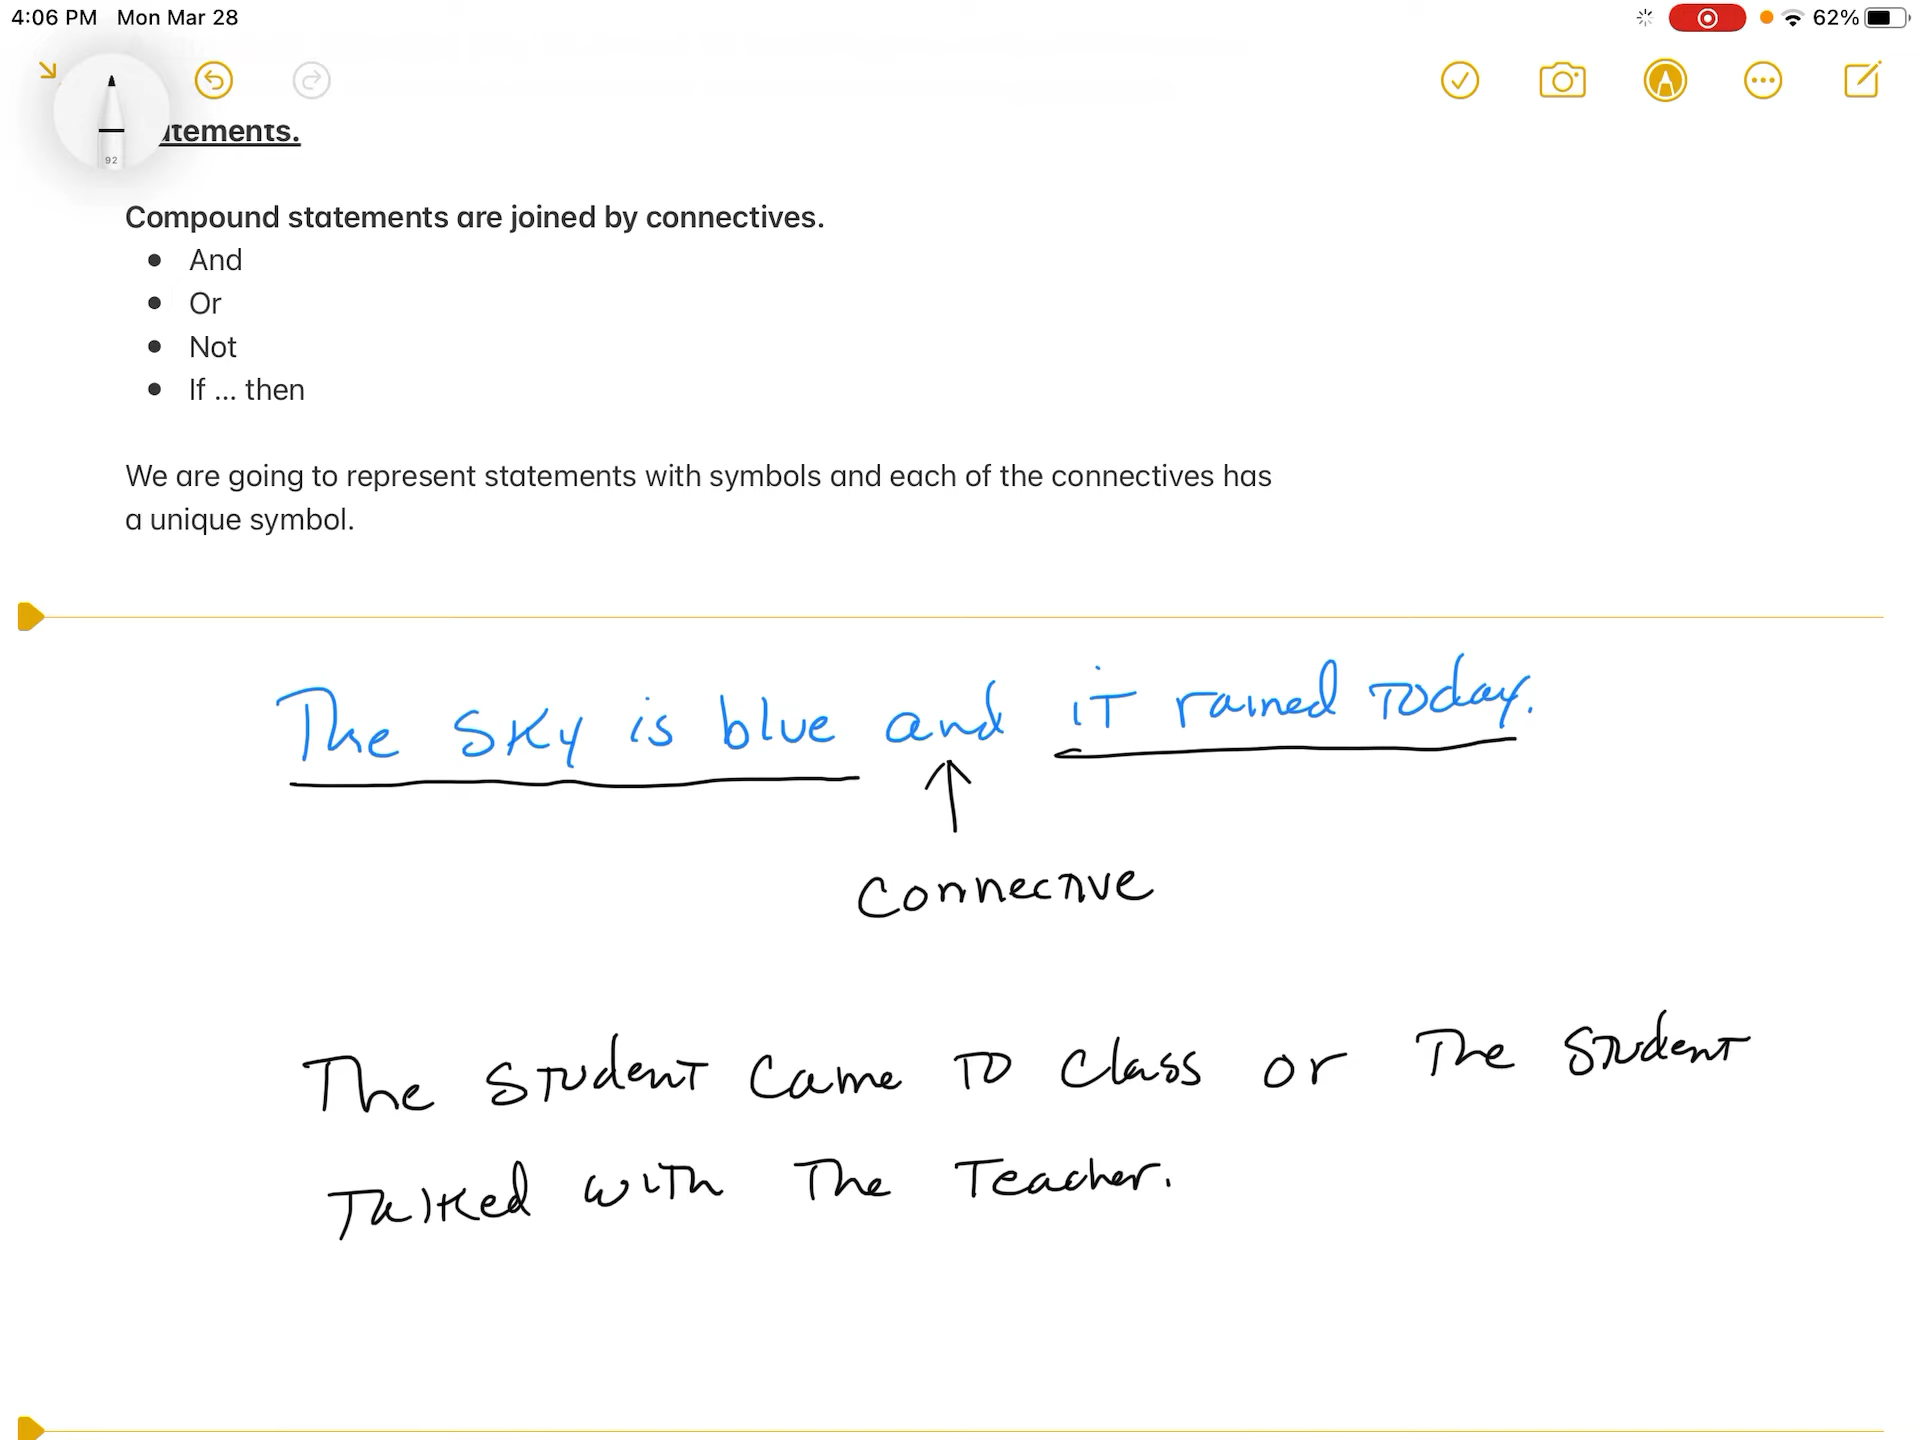 4:06 PM Mon Mar 28 62%
92
tements.
Compound statements are joined by connectives.
• And
• Or
• Not
• If ... then
We are going to represent statements with symbols and each of the connectives has
a unique symbol.
The sky is blue and it rained today.
Connective
The student came to class or the student
talked with the teacher.